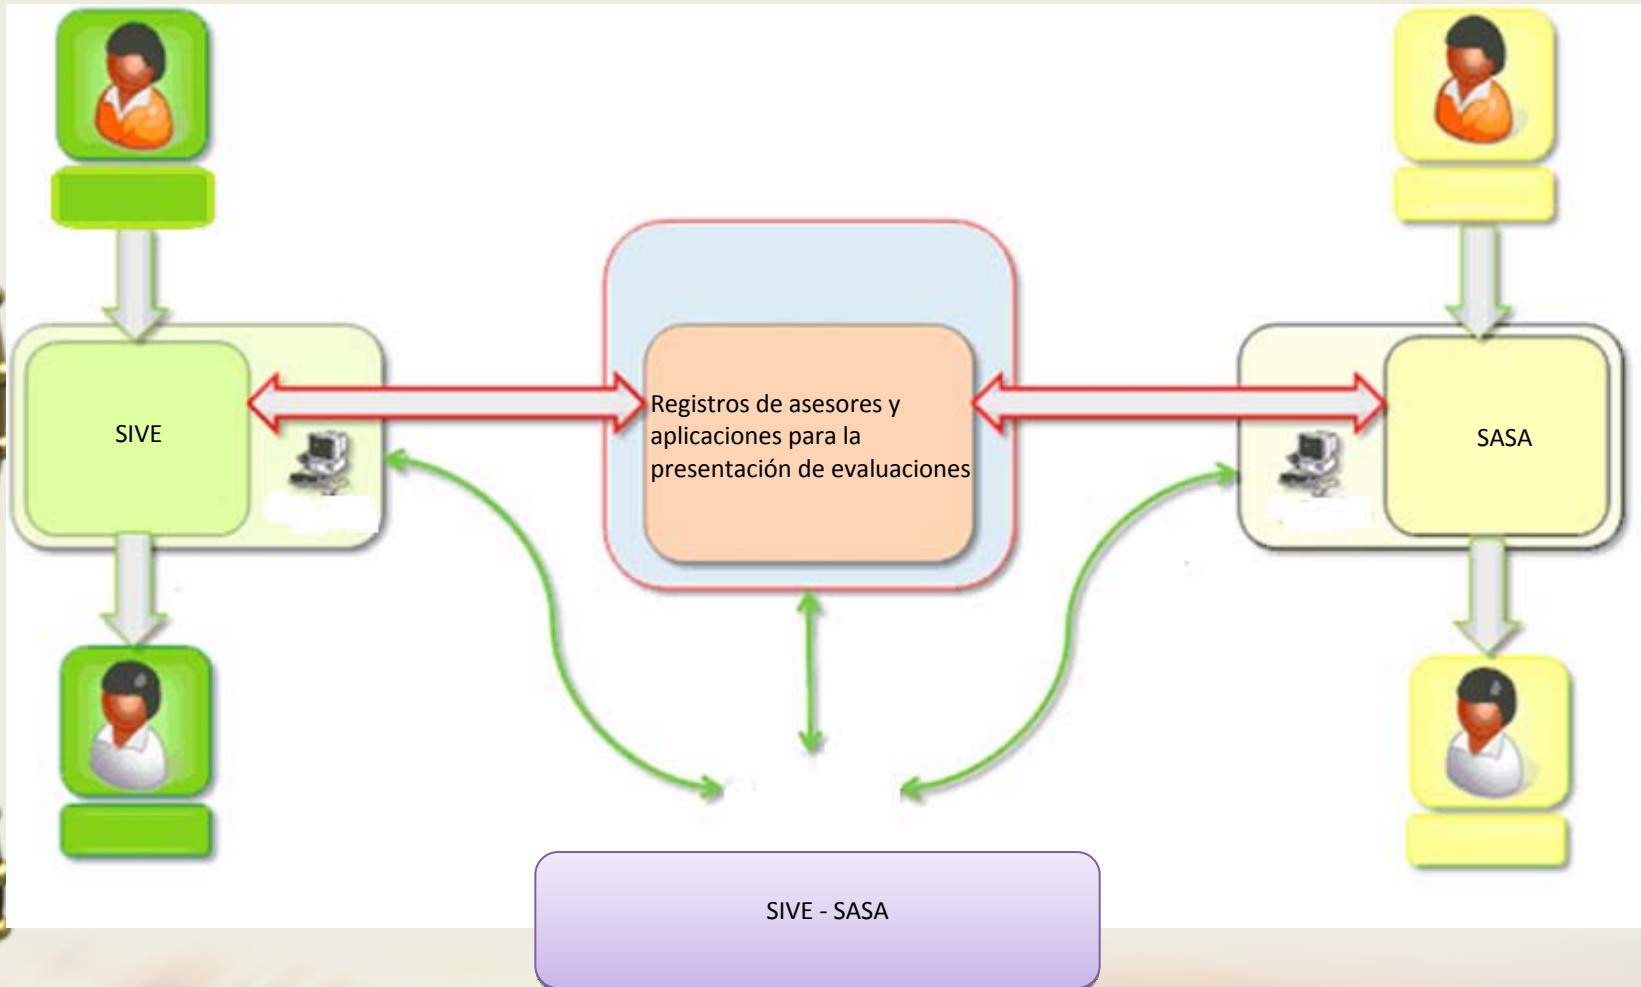 SIVE
Registros de asesores y
aplicaciones para la
presentación de evaluaciones
SASA
SIVE - SASA